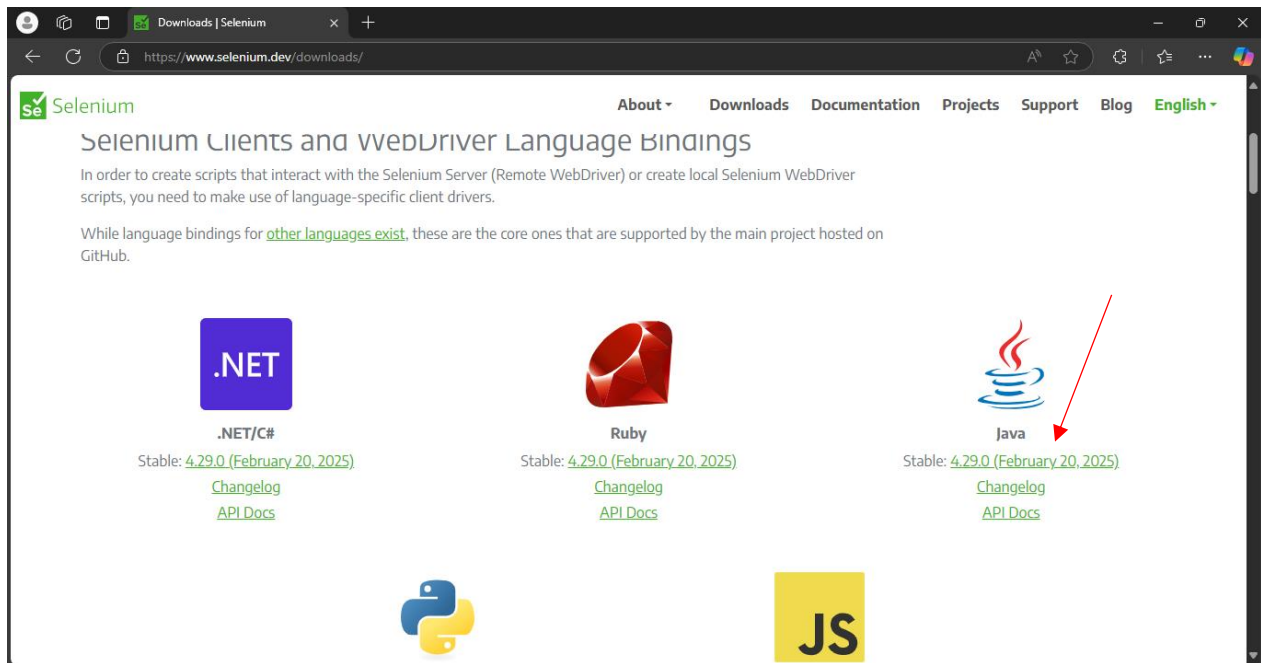 Downloads | Selenium
https://www.selenium.dev/downloads/
Se Selenium
About Downloads Documentation Projects Support Blog English
Selenium Clients and WebDriver Language Bindings
In order to create scripts that interact with the Selenium Server (Remote WebDriver) or create local Selenium WebDriver
scripts, you need to make use of language-specific client drivers.
While language bindings for other languages exist, these are the core ones that are supported by the main project hosted on
GitHub.
.NET
.NET/C# Ruby Java
Stable: 4.29.0 (February 20, 2025) Stable: 4.29.0 (February 20, 2025) Stable: 4.29.0 (February 20, 2025)
Changelog Changelog Changelog
API Docs API Docs API Docs
JS